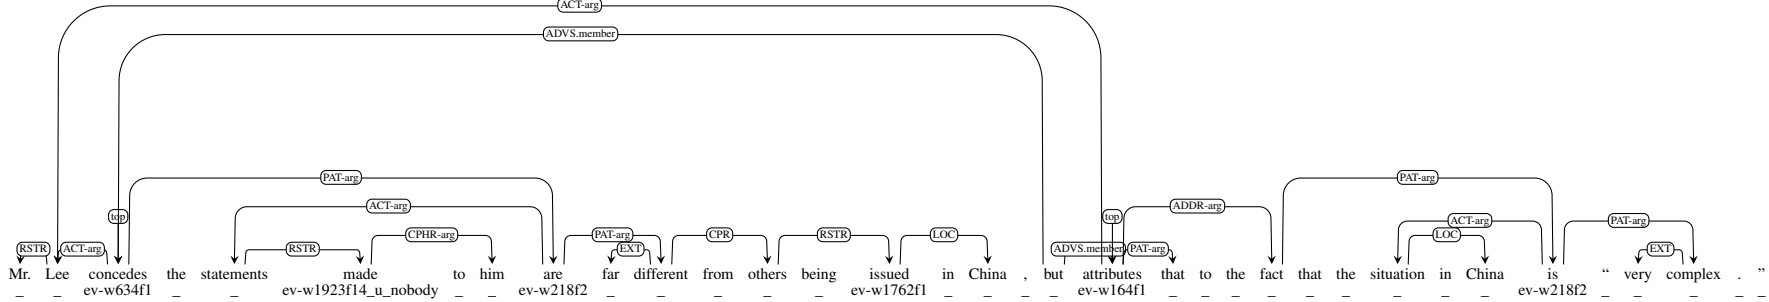 ACT-arg
ADVS.member
PAT-arg PAT-arg
ACT-arg ADDR-arg
top top
ACT-arg PAT-arg
RSTR ACT-arg RSTR CPHR-arg PAT-arg EXT CPR RSTR LOC ADVS.member PAT-arg LOC EXT
Mr. Lee concedes the statements made to him are far different from others being issued in China , but attributes that to the fact that the situation in China is “ very complex . ”
_ _ ev-w634f1 _ _ ev-w1923f14_u_nobody _ _ ev-w218f2 _ _ _ _ _ ev-w1762f1 _ _ _ _ ev-w164f1 _ _ _ _ _ _ _ _ _ ev-w218f2 _ _ _ _ _